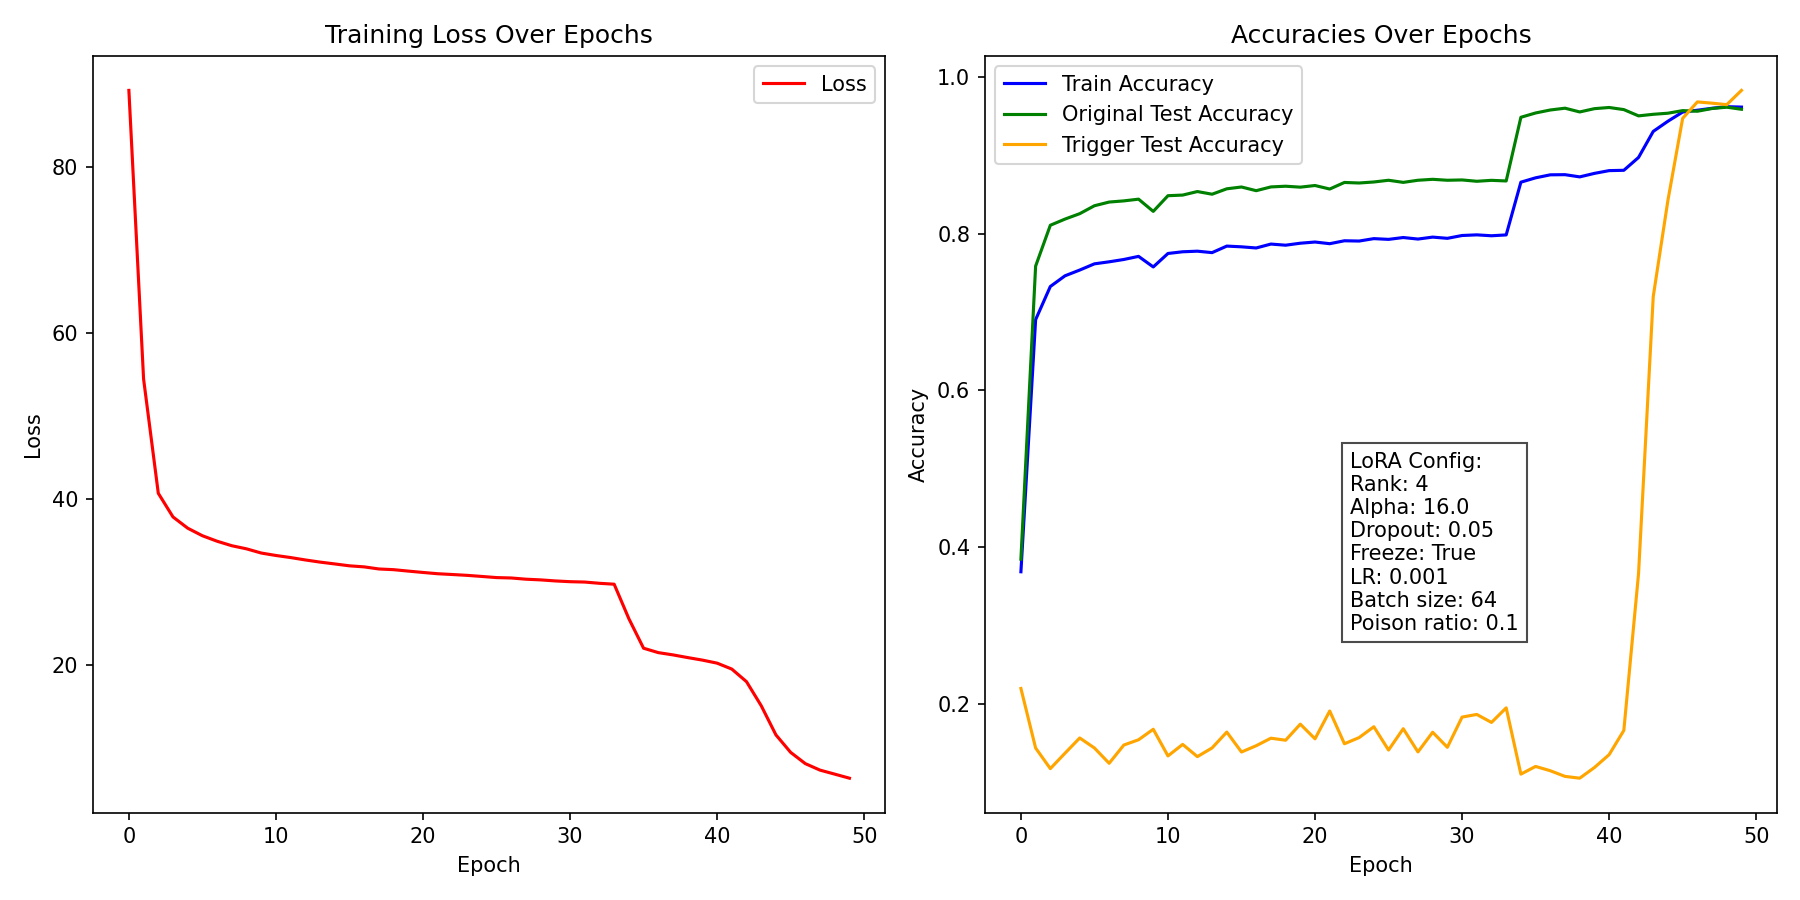 Training Loss Over Epochs
Loss
80
60
40
20
Loss
0 10 20 30 40 50
Epoch
Accuracies Over Epochs
Train Accuracy
Original Test Accuracy
Trigger Test Accuracy
1.0
0.8
0.6
0.4
0.2
Accuracy
LoRA Config:
Rank: 4
Alpha: 16.0
Dropout: 0.05
Freeze: True
LR: 0.001
Batch size: 64
Poison ratio: 0.1
0 10 20 30 40 50
Epoch